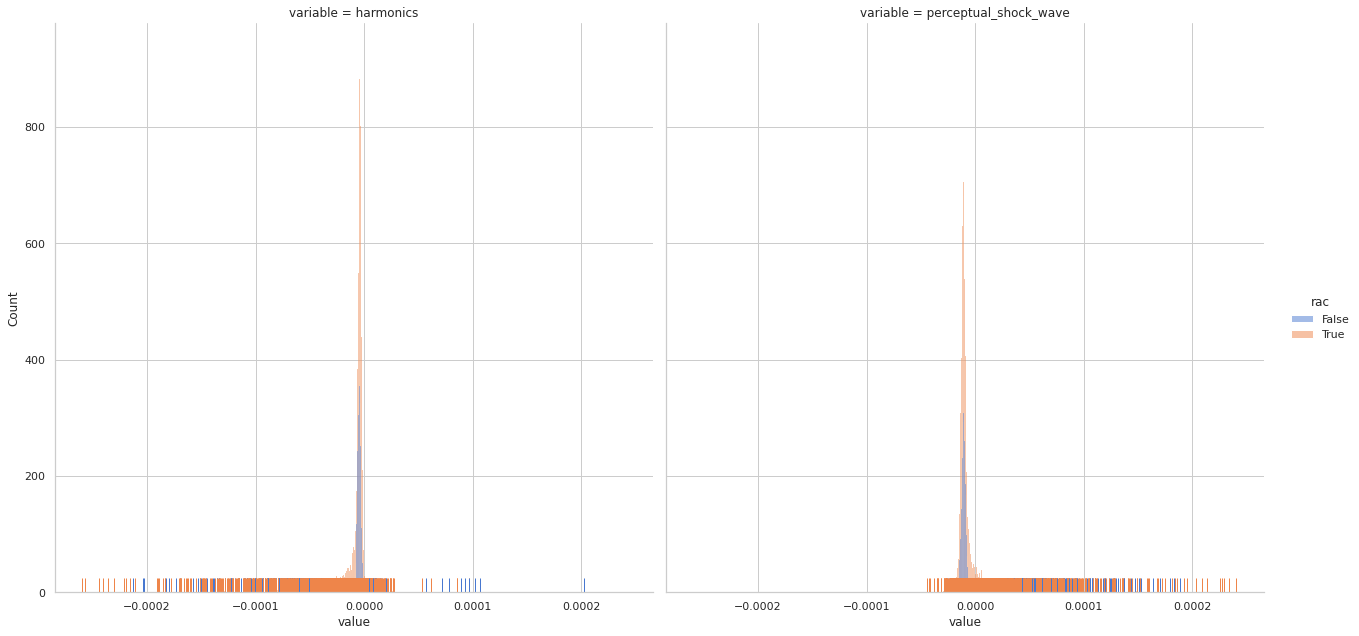 variable = harmonics
variable = perceptual_shock_wave
800
600
400
200
0
Count
−0.0002 −0.0001 0.0000 0.0001 0.0002
value
−0.0002 −0.0001 0.0000 0.0001 0.0002
value
rac
False
True